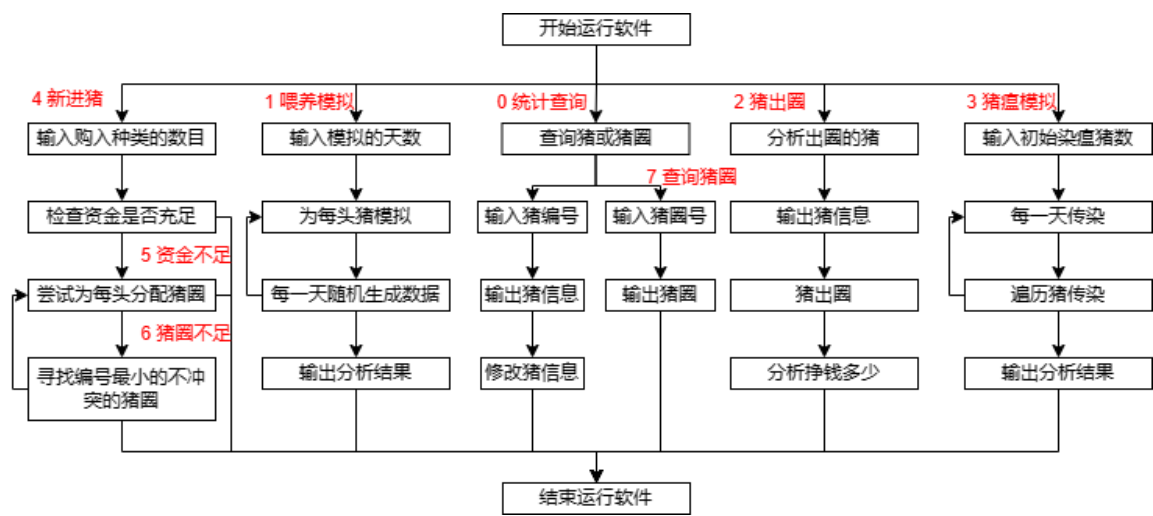 开始运行软件
4 新进猪
1 喂养模拟
0 统计查询
2 猪出圈
3 猪瘟模拟
输入购入种类的数目
输入模拟的天数
查询猪或猪圈
分析出圈的猪
输入初始染瘟猪数
7 查询猪圈
检查资金是否充足
为每头猪模拟
输入猪编号
输入猪圈号
输出猪信息
每一天传染
5 资金不足
尝试为每头分配猪圈
每一天随机生成数据
输出猪信息
输出猪圈
猪出圈
遍历猪传染
6 猪圈不足
寻找编号最小的不冲
突的猪圈
输出分析结果
修改猪信息
分析挣钱多少
输出分析结果
结束运行软件